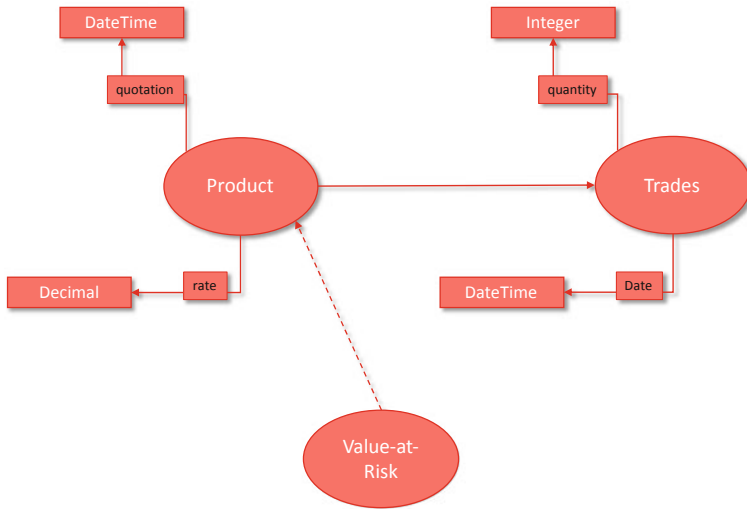 DateTime
Integer
quotation
quantity
Product
Trades
Decimal
rate
DateTime
Date
Value-at-
Risk